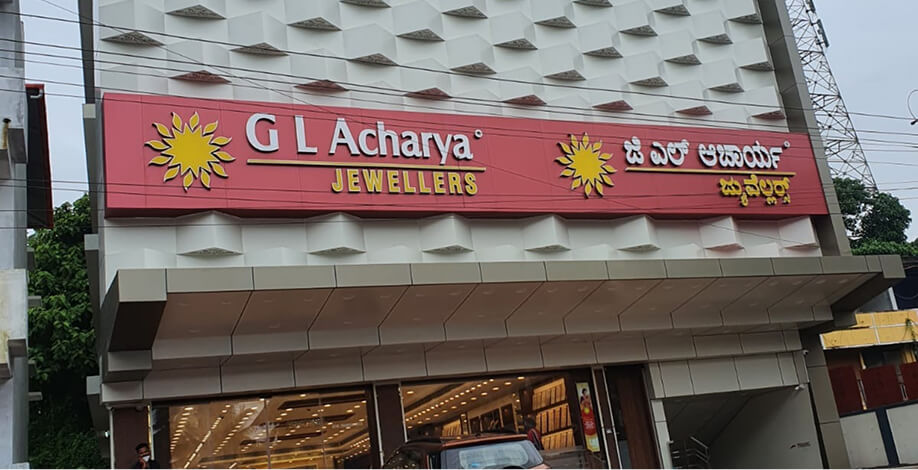 G L Acharya
JEWELLERS
ಜಿ ಎಲ್ ಆಚಾರ್ಯ
ಜ್ಯುವೆಲ್ಲರ್ಸ್